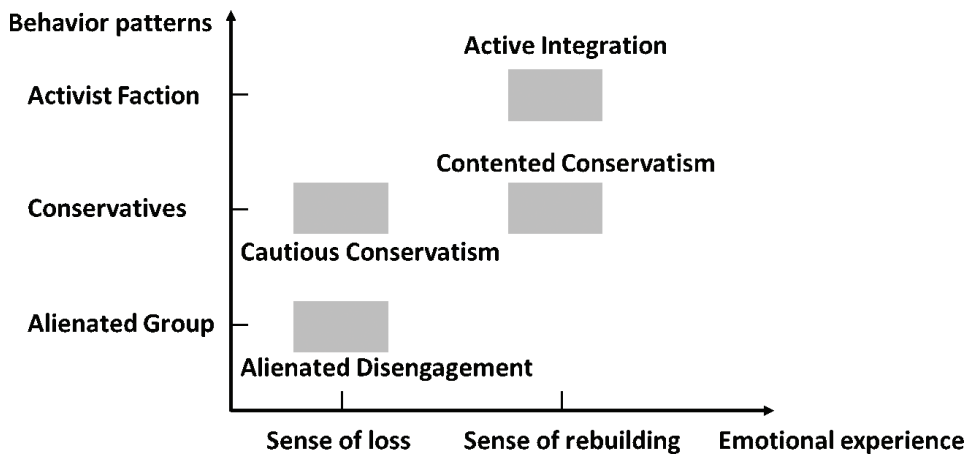 Behavior patterns
Active Integration
Activist Faction
Contented Conservatism
Conservatives
Cautious Conservatism
Alienated Group
Alienated Disengagement
Sense of loss
Sense of rebuilding
Emotional experience